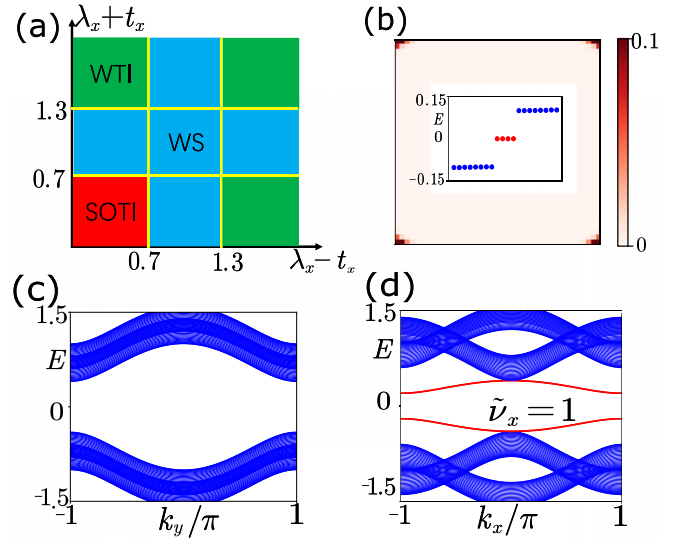 (a)
λx+tx
WTI
1.3
WS
0.7
SOTI
0.7
1.3
λx−tx
(b)
0.1
0.15
E
0
−0.15
0
(c)
1.5
E
0
−1.5
−1
ky/π
1
(d)
1.5
E
0
ν̃x=1
−1.5
−1
kx/π
1